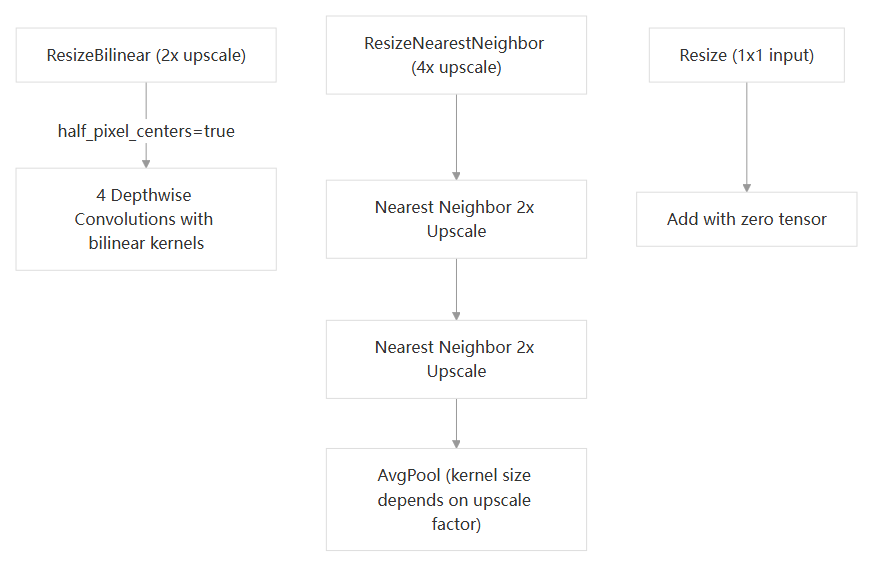 ResizeBilinear (2x upscale)
half_pixel_centers=true
4 Depthwise
Convolutions with
bilinear kernels
ResizeNearestNeighbor
(4x upscale)
Nearest Neighbor 2x
Upscale
Nearest Neighbor 2x
Upscale
AvgPool (kernel size
depends on upscale
factor)
Resize (1x1 input)
Add with zero tensor